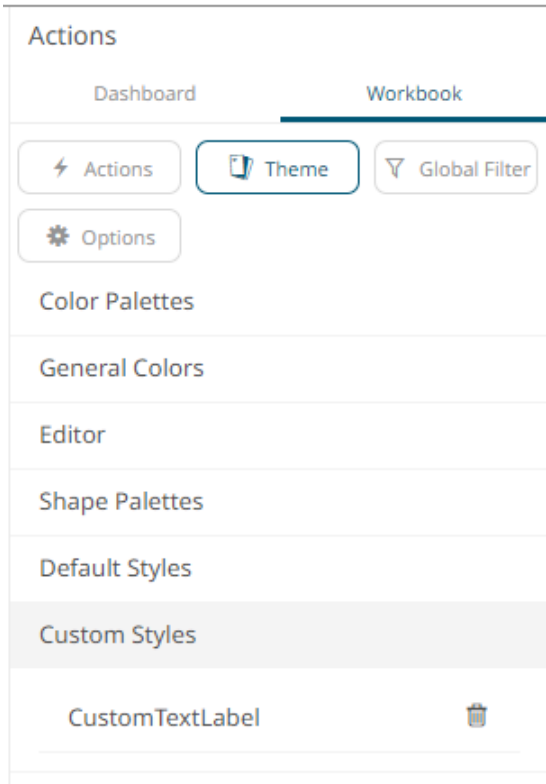 Actions
Dashboard Workbook
Actions Theme Global Filter
Options
Color Palettes
General Colors
Editor
Shape Palettes
Default Styles
Custom Styles
CustomTextLabel